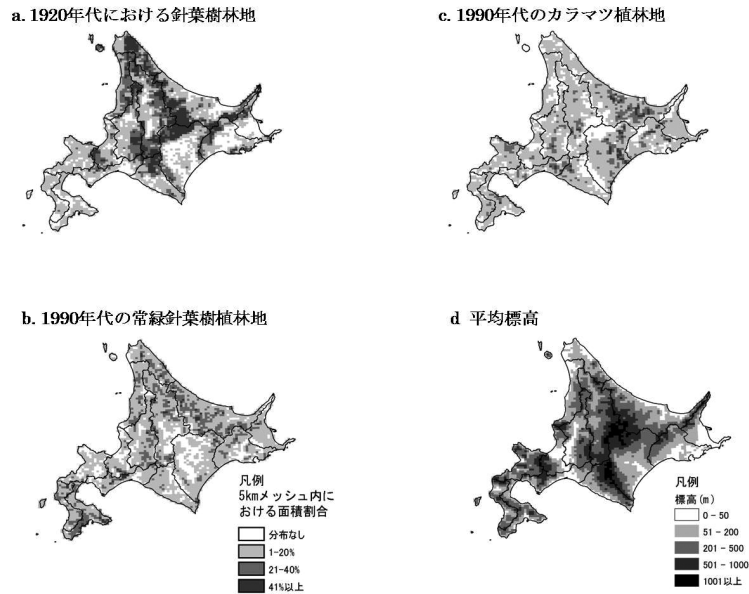 a. 1920年代における針葉樹林地
c. 1990年代のカラマツ植林地
b. 1990年代の常緑針葉樹植林地
凡例
5kmメッシュ内に
おける面積割合
分布なし
1-20%
21-40%
41%以上
d 平均標高
凡例
標高(m)
0 - 50
51 - 200
201 - 500
501 - 1000
1001以上